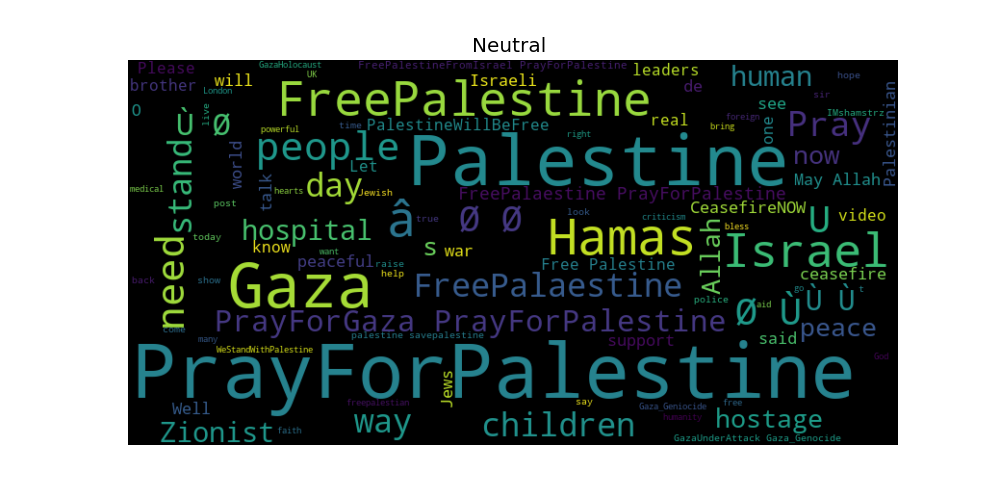 Neutral
GazaHolocaust
FreePalestineFromIsrael PrayForPalestine
Please
UK
Israeli
leaders
human
hope
brother
will
FreePalestine
de
sir
London
O
live
Ù
Ø
powerful
time
PalestineWillBeFree
right
real
bring
foreign
see
one
Pray
IMshamstrz
Palestinian
people
Palestine
now
world
talk
Let
stand
medical
hearts
day
Jewish
FreePalaestine PrayForPalestine
May Allah
post
â
true
Ø Ø
look
criticism
CeasefireNOW
bless
U
video
hospital
today
know
want
s
war
Hamas
Allah
Israel
need
peaceful
raise
help
Free Palestine
ceasefire
back
show
Gaza
FreePalaestine
police
Ø
aid
Ù
go
Ù Ù
t
PrayForGaza PrayForPalestine
come
many
palestine savepalestine
support
said
peace
WeStandWithPalestine
PrayForPalestine
God
Jews
Well
freepalestian
say
Gaza_Geniocide
free
humanity
Zionist
faith
way
children
hostage
GazaUnderAttack Gaza_Genocide